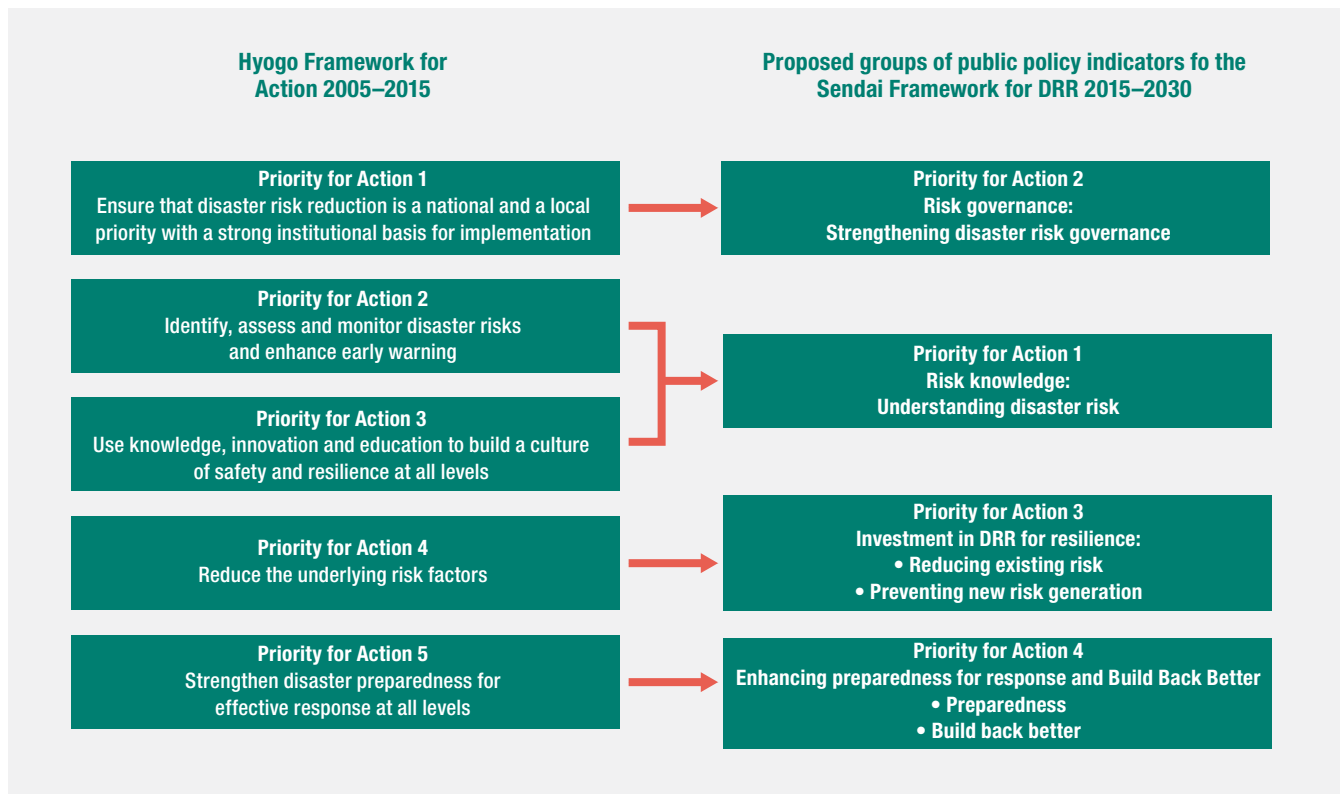 Hyogo Framework for
Action 2005–2015
Proposed groups of public policy indicators fo the
Sendai Framework for DRR 2015–2030
Priority for Action 1
Ensure that disaster risk reduction is a national and a local
priority with a strong institutional basis for implementation
Priority for Action 2
Risk governance:
Strengthening disaster risk governance
Priority for Action 2
Identify, assess and monitor disaster risks
and enhance early warning
Priority for Action 3
Use knowledge, innovation and education to build a culture
of safety and resilience at all levels
Priority for Action 1
Risk knowledge:
Understanding disaster risk
Priority for Action 4
Reduce the underlying risk factors
Priority for Action 3
Investment in DRR for resilience:
• Reducing existing risk
• Preventing new risk generation
Priority for Action 5
Strengthen disaster preparedness for
effective response at all levels
Priority for Action 4
Enhancing preparedness for response and Build Back Better
• Preparedness
• Build back better